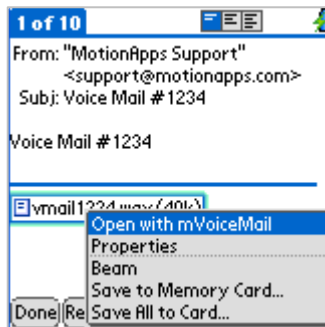 1 of 10
From: "MotionApps Support"
<support@motionapps.com>
Subj: Voice Mail #1234
Voice Mail #1234
vmail1234.wav (40k)
Open with mVoiceMail
Properties
Beam
Save to Memory Card...
Done Re Save All to Card...